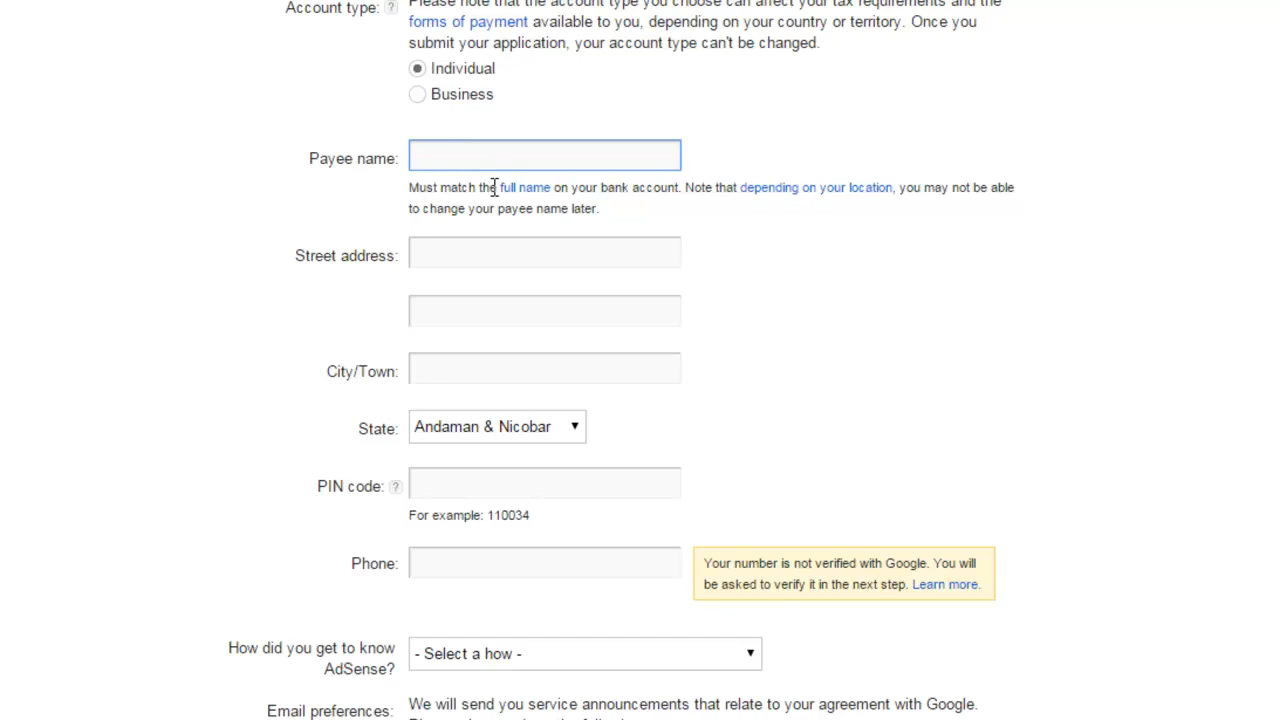 Account type: ? Please note that the account type you choose can affect your tax requirements and the
forms of payment available to you, depending on your country or territory. Once you
submit your application, your account type can't be changed.
Individual
Business
Payee name:
Must match the full name on your bank account. Note that depending on your location, you may not be able
to change your payee name later.
Street address:
City/Town:
State: Andaman & Nicobar
PIN code: ?
For example: 110034
Phone:
Your number is not verified with Google. You will
be asked to verify it in the next step. Learn more.
How did you get to know
AdSense?
- Select a how -
Email preferences: We will send you service announcements that relate to your agreement with Google.